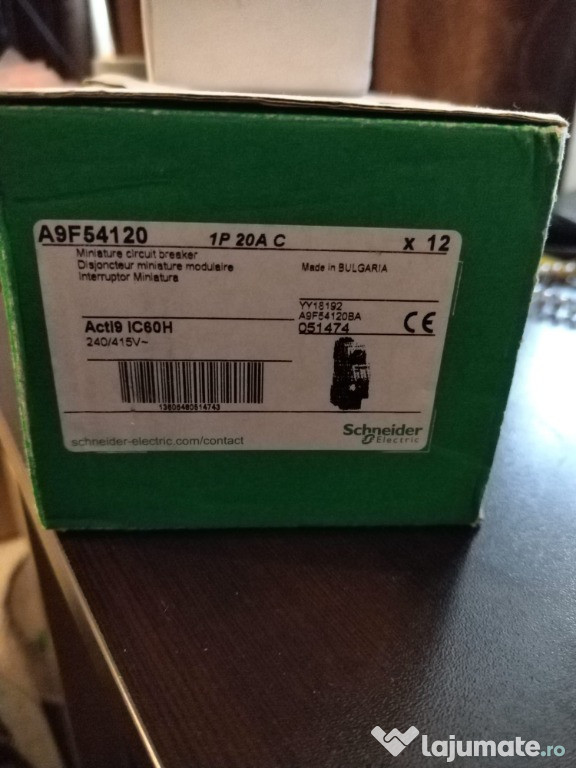 A9F54120 1P 20A C x 12
Miniature circuit breaker
Disjoncteur miniature modulaire
Interruptor Miniatura
Made in BULGARIA
YY18192
A9F54120BA
Acti9 iC60H 051474 CE
240/415V~
13606480514743
schneider-electric.com/contact
Schneider
Electric
lajumate.ro